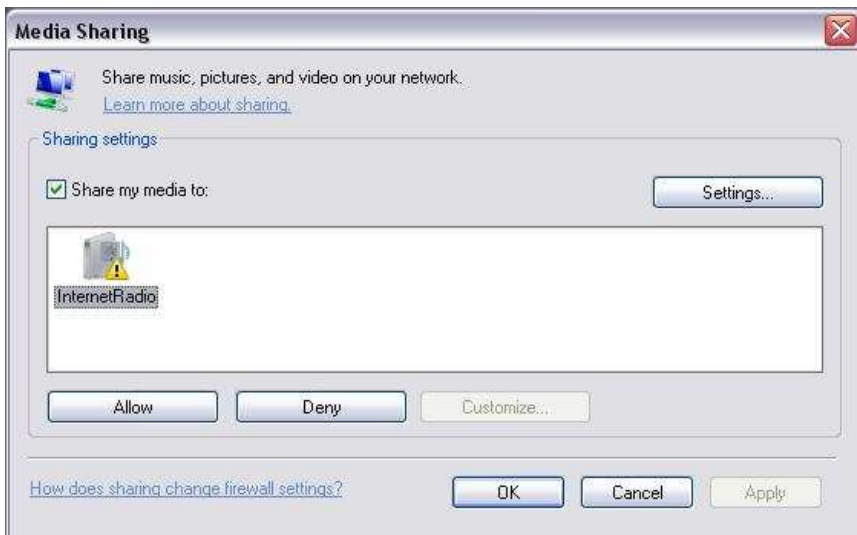 Media Sharing
Share music, pictures, and video on your network.
Learn more about sharing.
Sharing settings
Share my media to:
Settings...
InternetRadio
Allow Deny Customize...
How does sharing change firewall settings? OK Cancel Apply